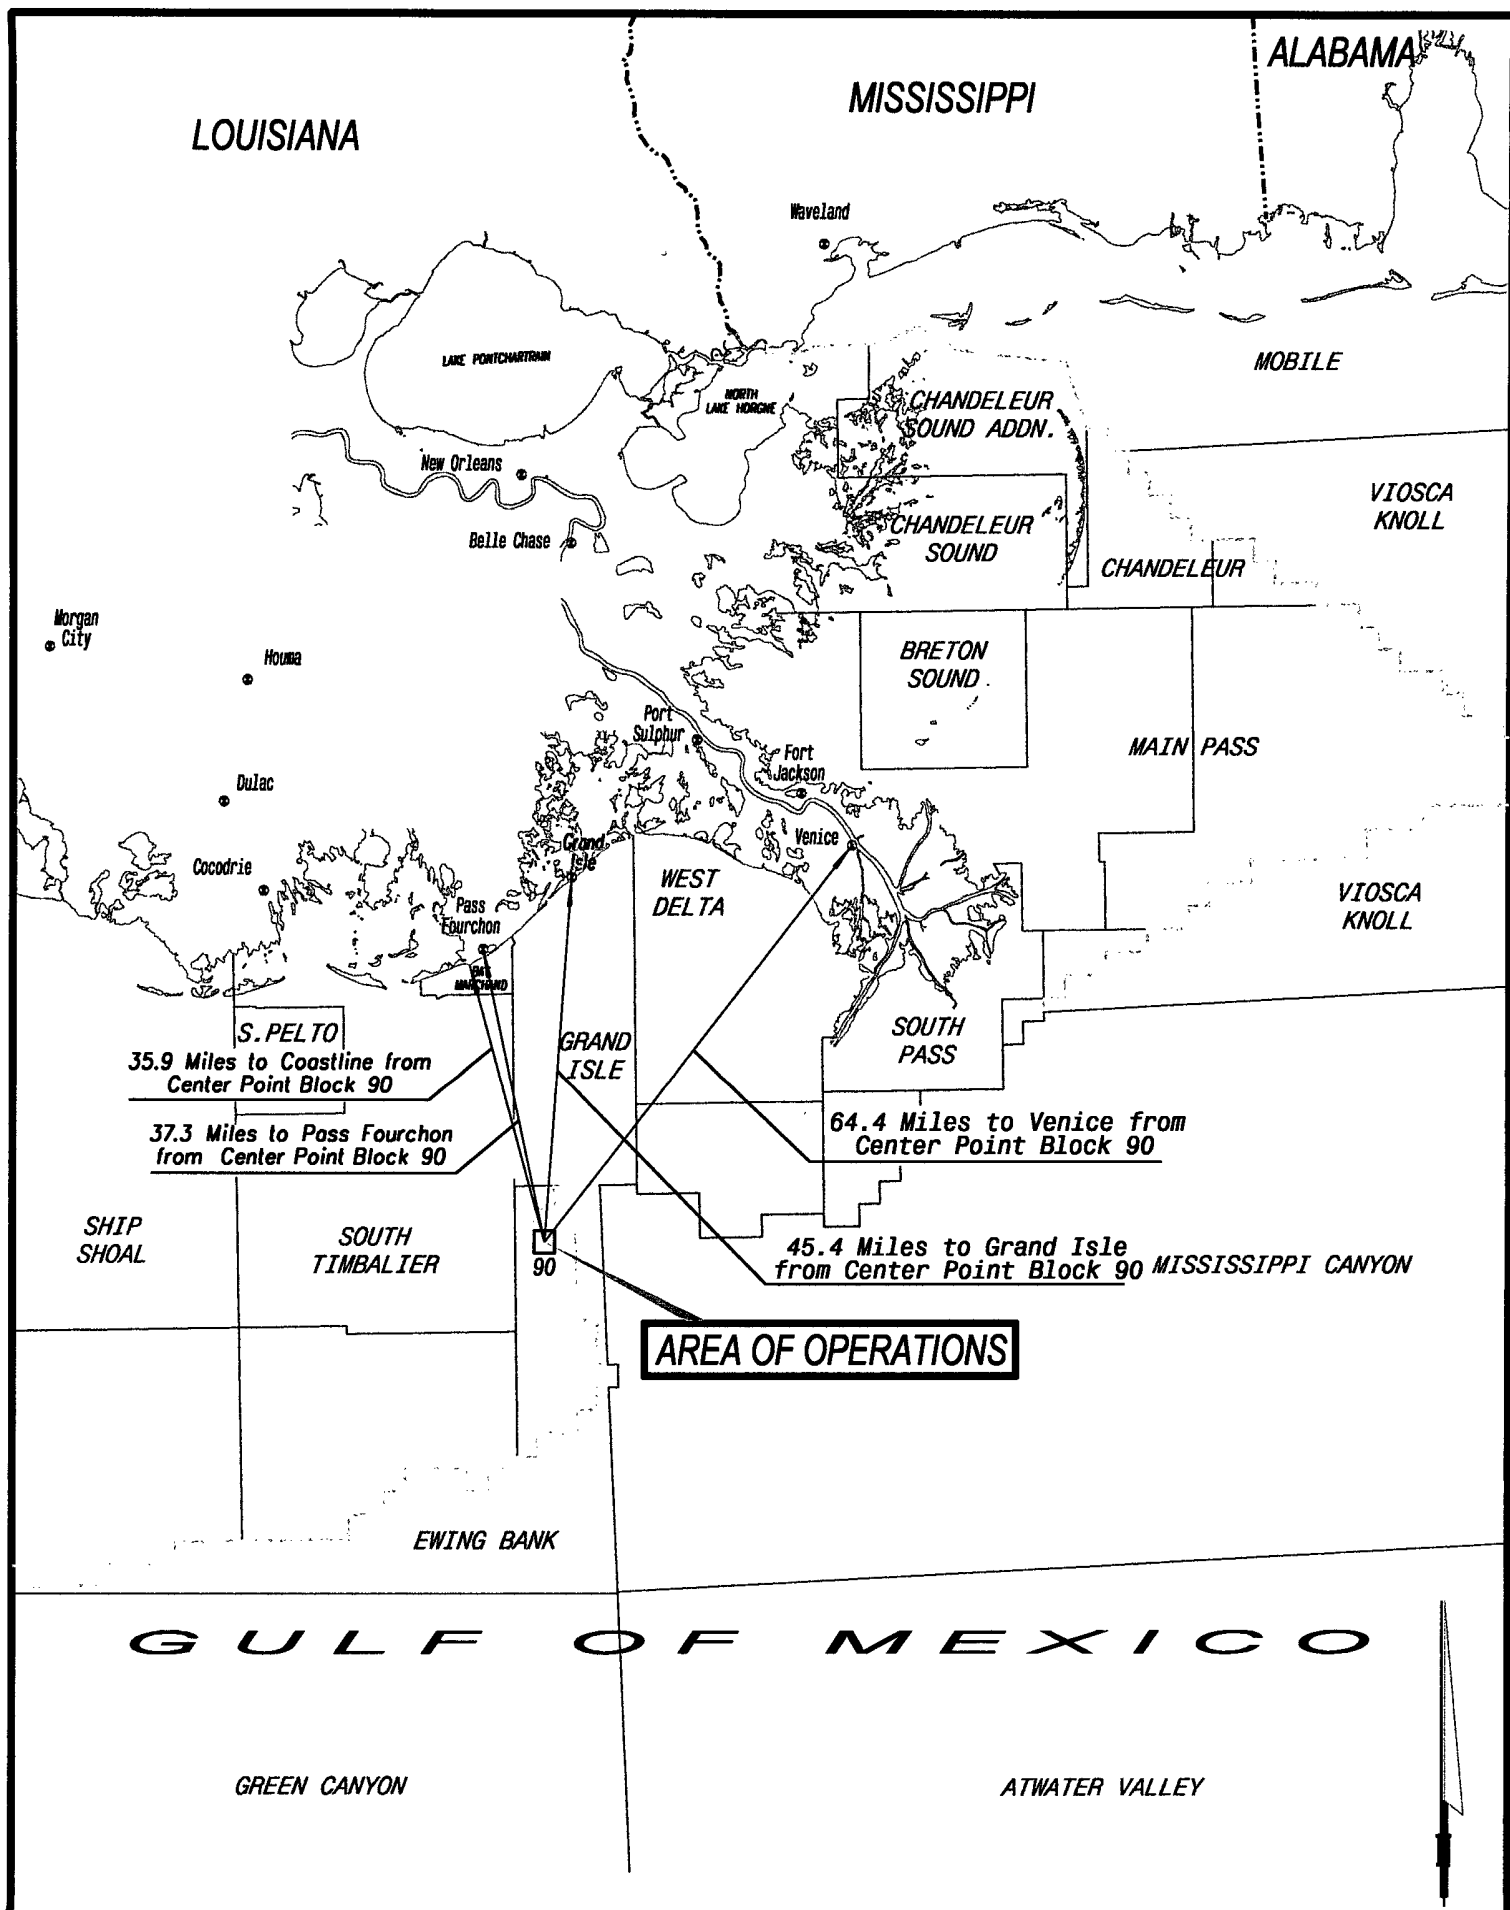 ALABAMA
MISSISSIPPI
LOUISIANA
Waveland
LAKE PONTCHARTRAIN
MOBILE
NORTH
LAKE HORGNE
CHANDELEUR
SOUND ADDN.
New Orleans
VIOSCA
KNOLL
Belle Chase
CHANDELEUR
SOUND
CHANDELEUR
Morgan
City
Houma
BRETON
SOUND
Port
Sulphur
MAIN PASS
Fort
Jackson
Dulac
Venice
Grand
Isle
Cocodrie
WEST
DELTA
VIOSCA
KNOLL
Pass
Fourchon
BAY
MARCHAND
S.PELTO
GRAND
ISLE
SOUTH
PASS
35.9 Miles to Coastline from
Center Point Block 90
37.3 Miles to Pass Fourchon
from Center Point Block 90
64.4 Miles to Venice from
Center Point Block 90
SHIP
SHOAL
SOUTH
TIMBALIER
90
45.4 Miles to Grand Isle
from Center Point Block 90
MISSISSIPPI CANYON
AREA OF OPERATIONS
EWING BANK
GULF OF MEXICO
GREEN CANYON
ATWATER VALLEY